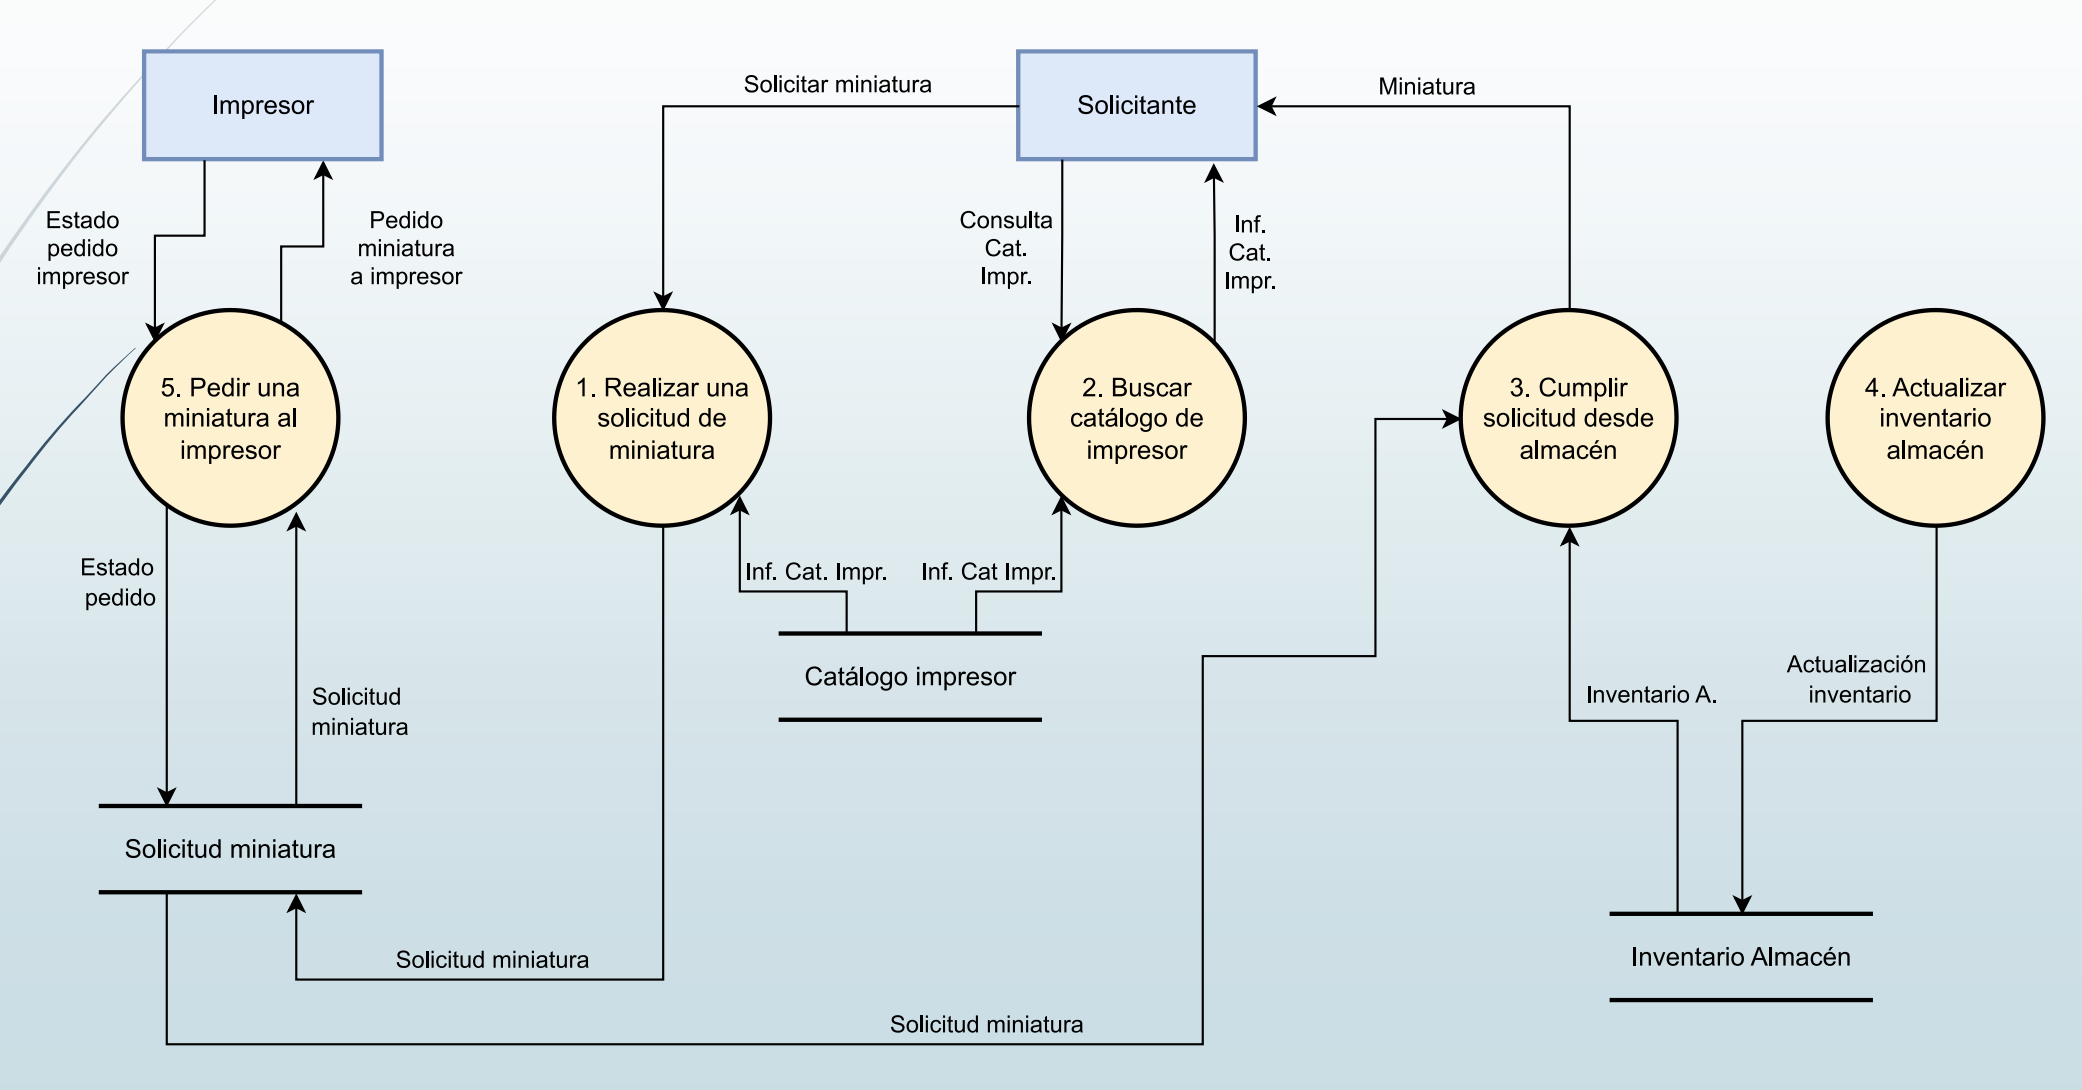 Impresor
Solicitar miniatura
Solicitante
Miniatura
Estado
pedido
impresor
Pedido
miniatura
a impresor
Consulta
Cat.
Impr.
Inf.
Cat.
Impr.
5. Pedir una
miniatura al
impresor
1. Realizar una
solicitud de
miniatura
2. Buscar
catálogo de
impresor
3. Cumplir
solicitud desde
almacén
4. Actualizar
inventario
almacén
Estado
pedido
Inf. Cat. Impr.
Inf. Cat Impr.
Solicitud
miniatura
Catálogo impresor
Inventario A.
Actualización
inventario
Solicitud miniatura
Solicitud miniatura
Inventario Almacén
Solicitud miniatura